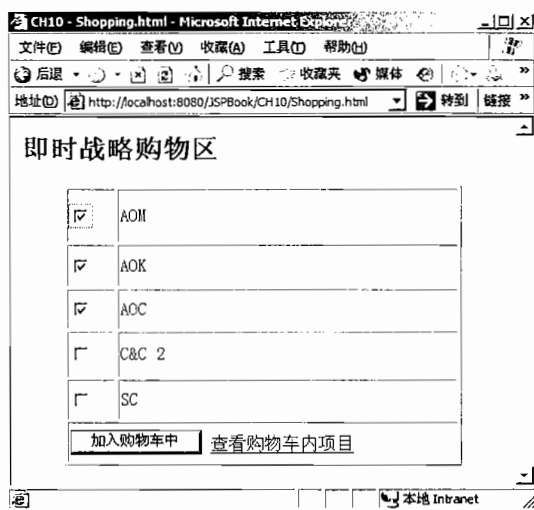 CH10 - Shopping.html - Microsoft Internet Explorer
文件(F) 编辑(E) 查看(V) 收藏(A) 工具(T) 帮助(H)
后退 搜索 收藏夹 媒体 »
地址(D) http://localhost:8080/JSPBook/CH10/Shopping.html 转到 链接 »
即时战略购物区
AOM
AOK
AOC
C&C 2
SC
加入购物车中 查看购物车内项目
本地 Intranet